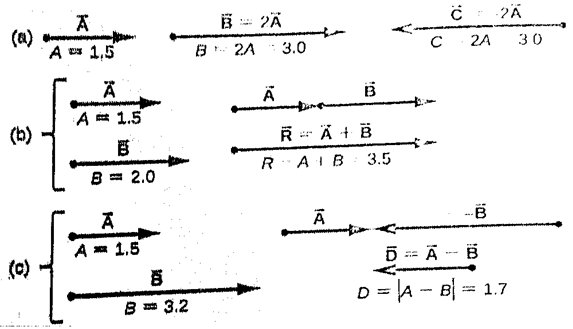 (a)
A⃗
A = 1.5
B⃗ = 2A⃗
B = 2A = 3.0
C⃗ = -2A⃗
C = 2A = 3.0
(b)
A⃗
A = 1.5
B⃗
B = 2.0
A⃗ B⃗
R⃗ = A⃗ + B⃗
R = A + B = 3.5
(c)
A⃗
A = 1.5
B⃗
B = 3.2
A⃗ -B⃗
D⃗ = A⃗ - B⃗
D = |A - B| = 1.7